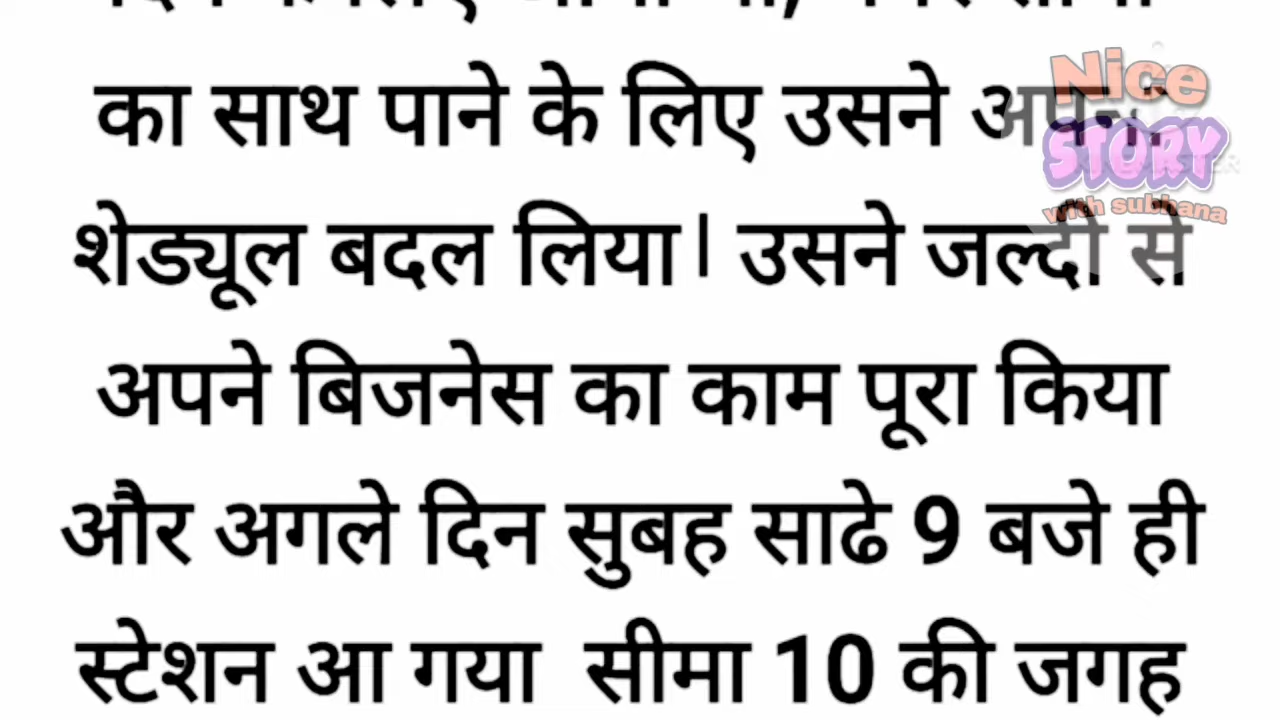 का साथ पाने के लिए उसने अपना
शेड्यूल बदल लिया। उसने जल्दी से
अपने बिजनेस का काम पूरा किया
और अगले दिन सुबह साढे 9 बजे ही
स्टेशन आ गया सीमा 10 की जगह
Nice
STORY
with subhana